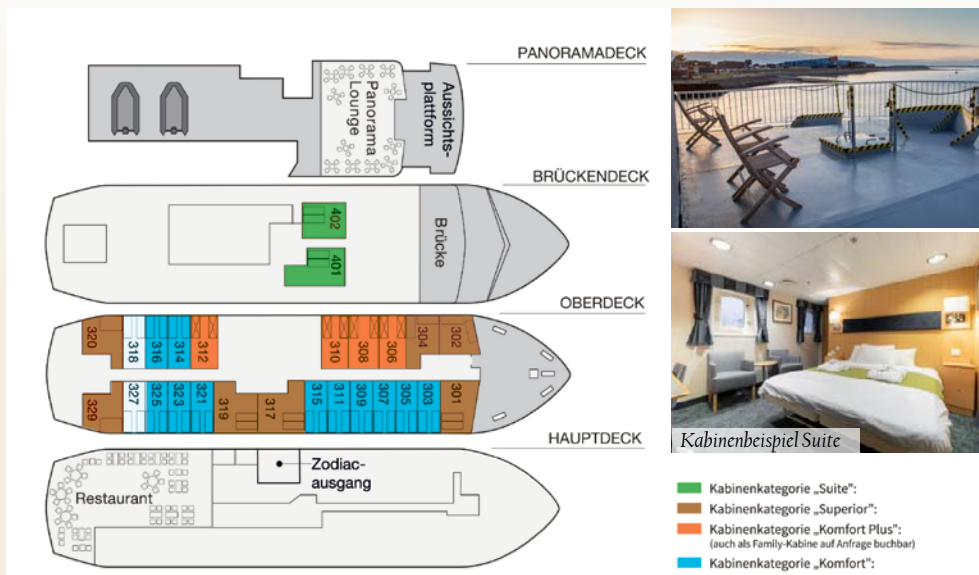 PANORAMADECK
Panorama
Lounge
Aussichts-
plattform
BRÜCKENDECK
402
401
Brücke
OBERDECK
320
318
316
314
312
310
308
306
304
302
329
327
325
323
321
319
317
315
311
309
307
305
303
301
HAUPTDECK
Restaurant
Zodiac-
ausgang
Kabinenbeispiel Suite
Kabinenkategorie „Suite”:
Kabinenkategorie „Superior”:
Kabinenkategorie „Komfort Plus”:
(auch als Family-Kabine auf Anfrage buchbar)
Kabinenkategorie „Komfort”: